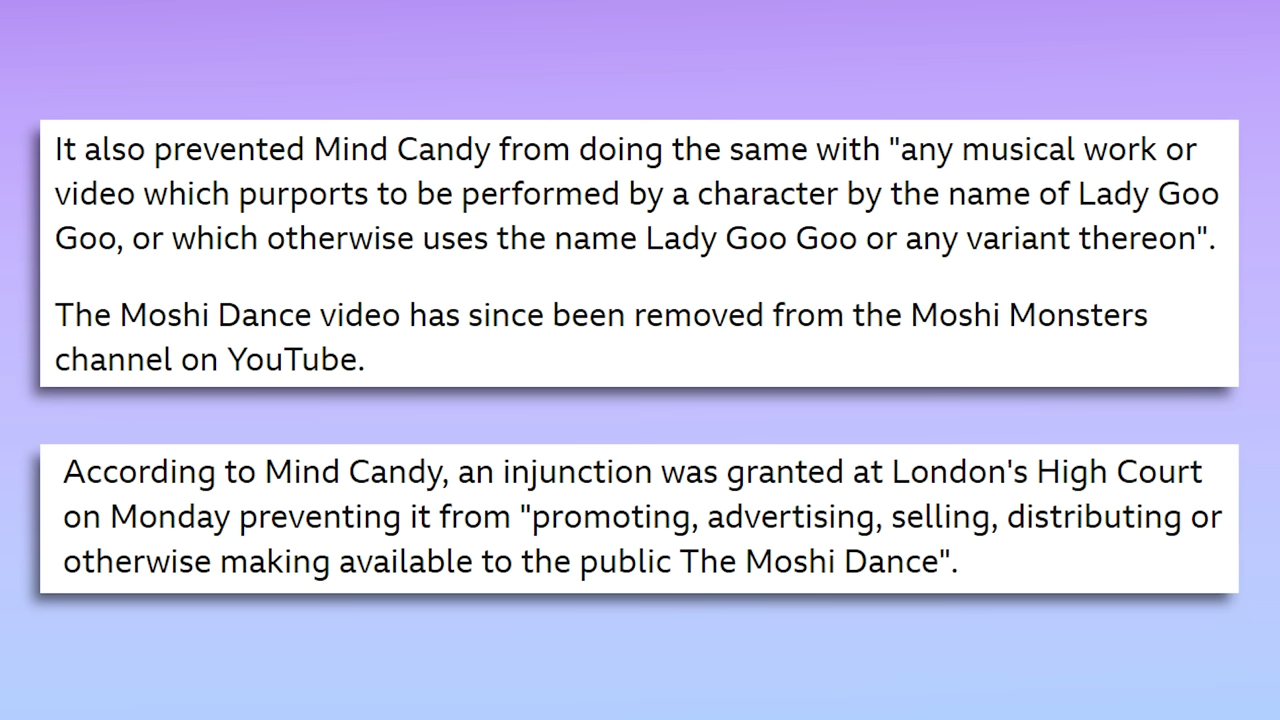 It also prevented Mind Candy from doing the same with "any musical work or
video which purports to be performed by a character by the name of Lady Goo
Goo, or which otherwise uses the name Lady Goo Goo or any variant thereon".
The Moshi Dance video has since been removed from the Moshi Monsters
channel on YouTube.
According to Mind Candy, an injunction was granted at London's High Court
on Monday preventing it from "promoting, advertising, selling, distributing or
otherwise making available to the public The Moshi Dance".